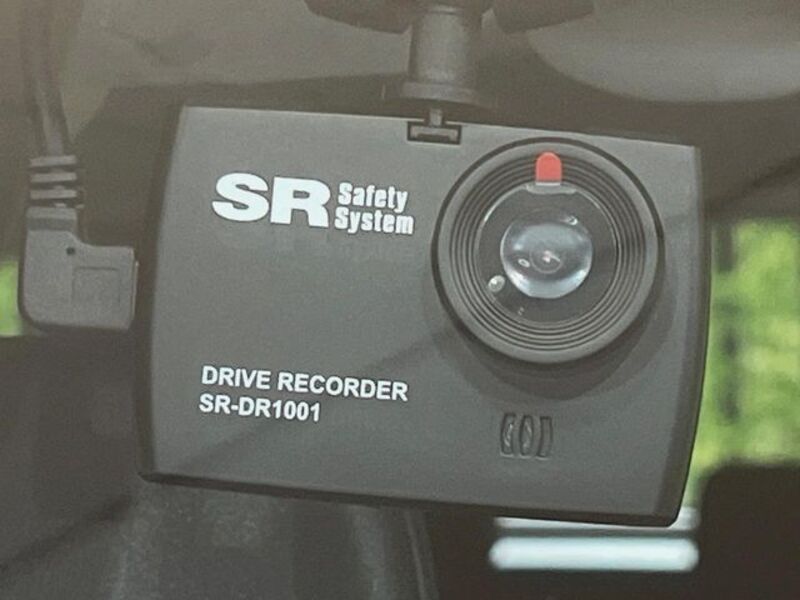 SR Safety
System
DRIVE RECORDER
SR-DR1001